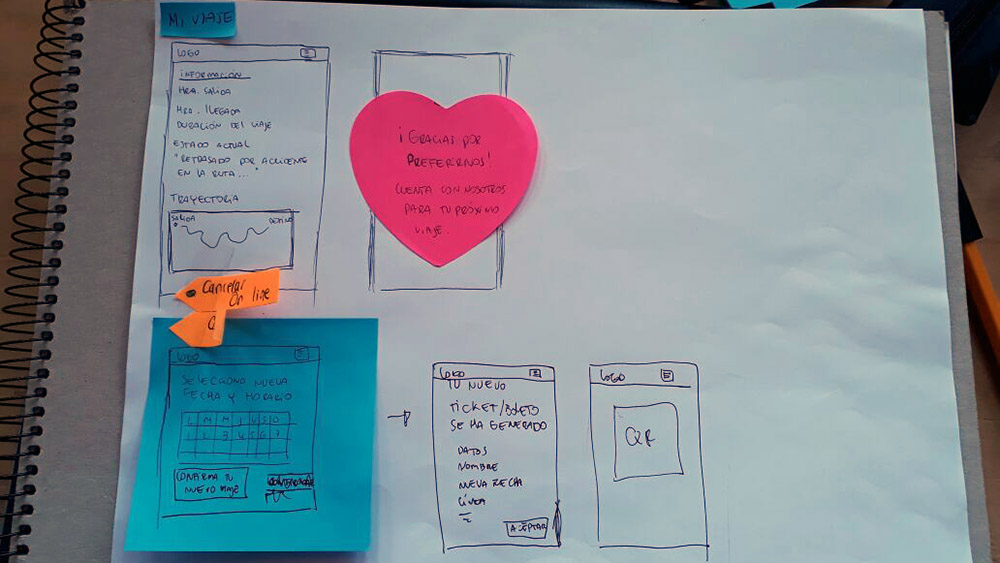 MI VIAJE
LOGO
INFORMACION
HRA. SALIDA
HRA. LLEGADA
DURACIÓN DEL VIAJE
ESTADO ACTUAL
"RETRASADO POR ACCIDENTE
EN LA RUTA..."
TRAYECTORIA
SALIDA
DESTINO
¡GRACIAS POR
PREFERIRNOS!
CUENTA CON NOSOTROS
PARA TU PRÓXIMO
VIAJE.
Cancelar
On line
C
LOGO
SELECCIONO NUEVA
FECHA Y HORARIO
L M M J V S D
1 2 3 4 5 6 7
CONFIRMA TU
NUEVO VIAJE
LOGO
TU NUEVO
TICKET/BOLETO
SE HA GENERADO
DATOS
NOMBRE
NUEVA FECHA
LÍNEA
ACEPTAR
LOGO
QR